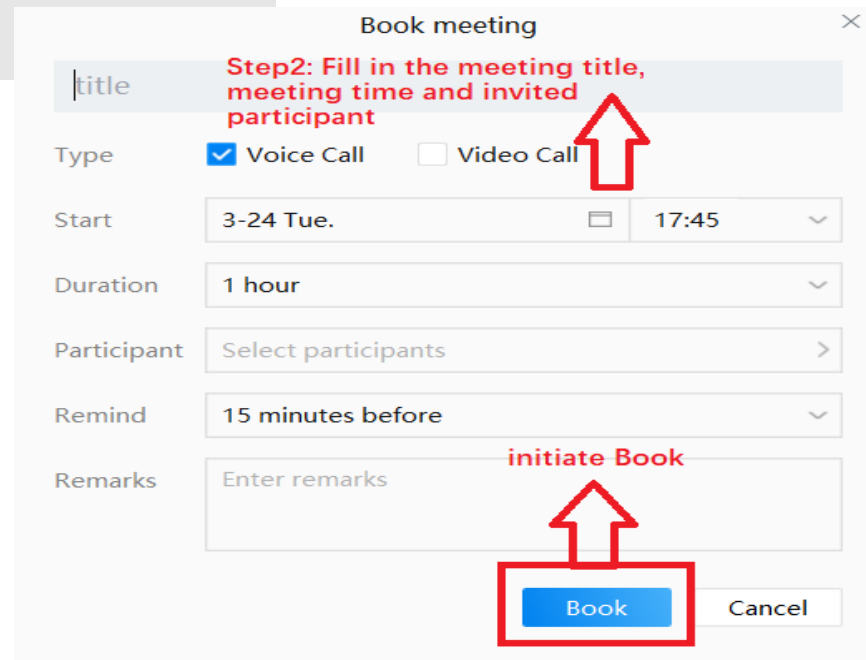 Book meeting
title
Step2: Fill in the meeting title,
meeting time and invited
participant
Type Voice Call Video Call
Start 3-24 Tue. 17:45
Duration 1 hour
Participant Select participants
Remind 15 minutes before
initiate Book
Remarks Enter remarks
Book Cancel